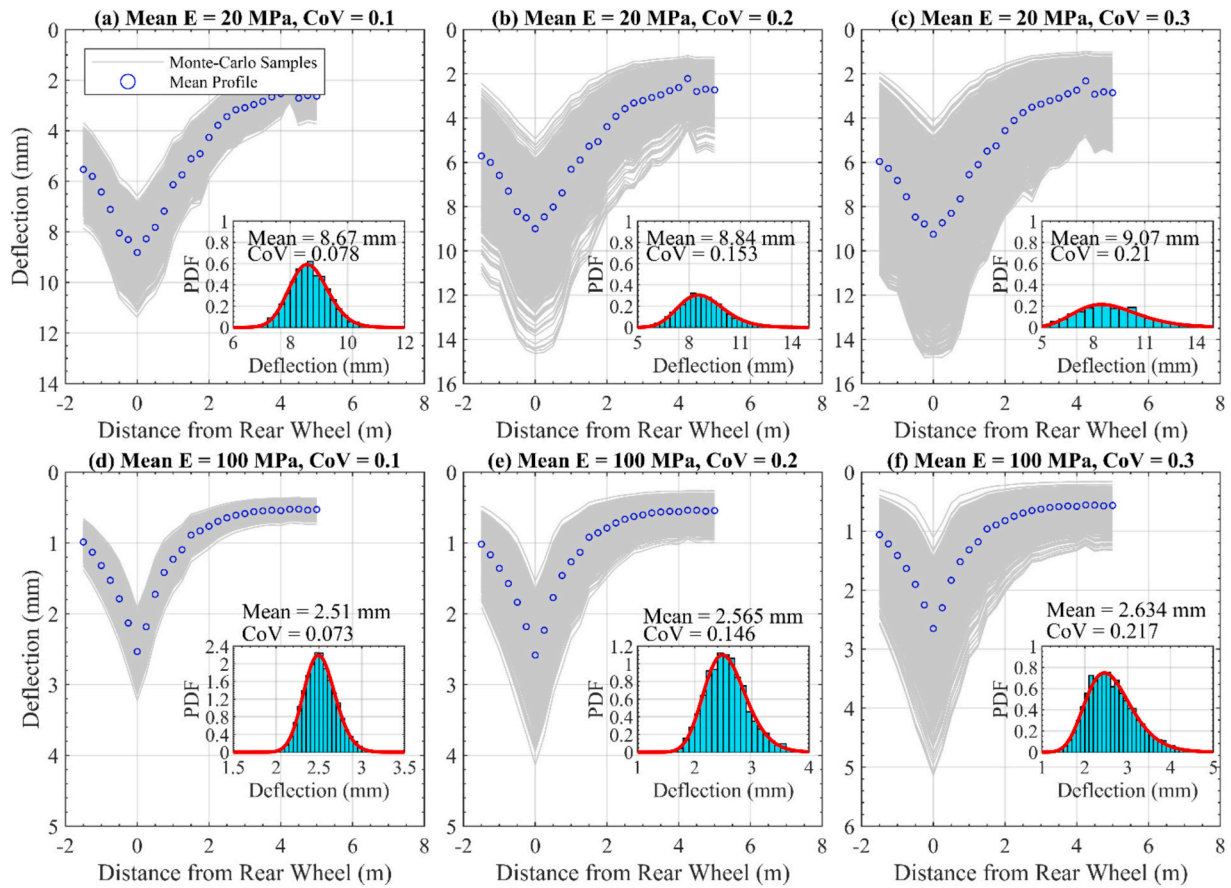 (a) Mean E = 20 MPa, CoV = 0.1
Monte-Carlo Samples
Mean Profile
Deflection (mm)
0
2
4
6
8
10
12
14
-2 0 2 4 6 8
Distance from Rear Wheel (m)
Mean = 8.67 mm
CoV = 0.078
PDF
1
0.8
0.6
0.4
0.2
0
6 8 10 12
Deflection (mm)
(b) Mean E = 20 MPa, CoV = 0.2
0
2
4
6
8
10
12
14
16
-2 0 2 4 6 8
Distance from Rear Wheel (m)
Mean = 8.84 mm
CoV = 0.153
PDF
1
0.8
0.6
0.4
0.2
0
5 8 11 15
Deflection (mm)
(c) Mean E = 20 MPa, CoV = 0.3
0
2
4
6
8
10
12
14
16
-2 0 2 4 6 8
Distance from Rear Wheel (m)
Mean = 9.07 mm
CoV = 0.21
PDF
1
0.8
0.6
0.4
0.2
0
5 8 11 15
Deflection (mm)
(d) Mean E = 100 MPa, CoV = 0.1
Deflection (mm)
0
1
2
3
4
5
-2 0 2 4 6 8
Distance from Rear Wheel (m)
Mean = 2.51 mm
CoV = 0.073
PDF
2.4
2
1.6
1.2
0.8
0.4
0
1.5 2 2.5 3 3.5
Deflection (mm)
(e) Mean E = 100 MPa, CoV = 0.2
0
1
2
3
4
5
-2 0 2 4 6 8
Distance from Rear Wheel (m)
Mean = 2.565 mm
CoV = 0.146
PDF
1.2
1
0.8
0.6
0.4
0.2
0
1 2 3 4
Deflection (mm)
(f) Mean E = 100 MPa, CoV = 0.3
0
1
2
3
4
5
6
-2 0 2 4 6 8
Distance from Rear Wheel (m)
Mean = 2.634 mm
CoV = 0.217
PDF
1
0.8
0.6
0.4
0.2
0
1 2 3 4 5
Deflection (mm)